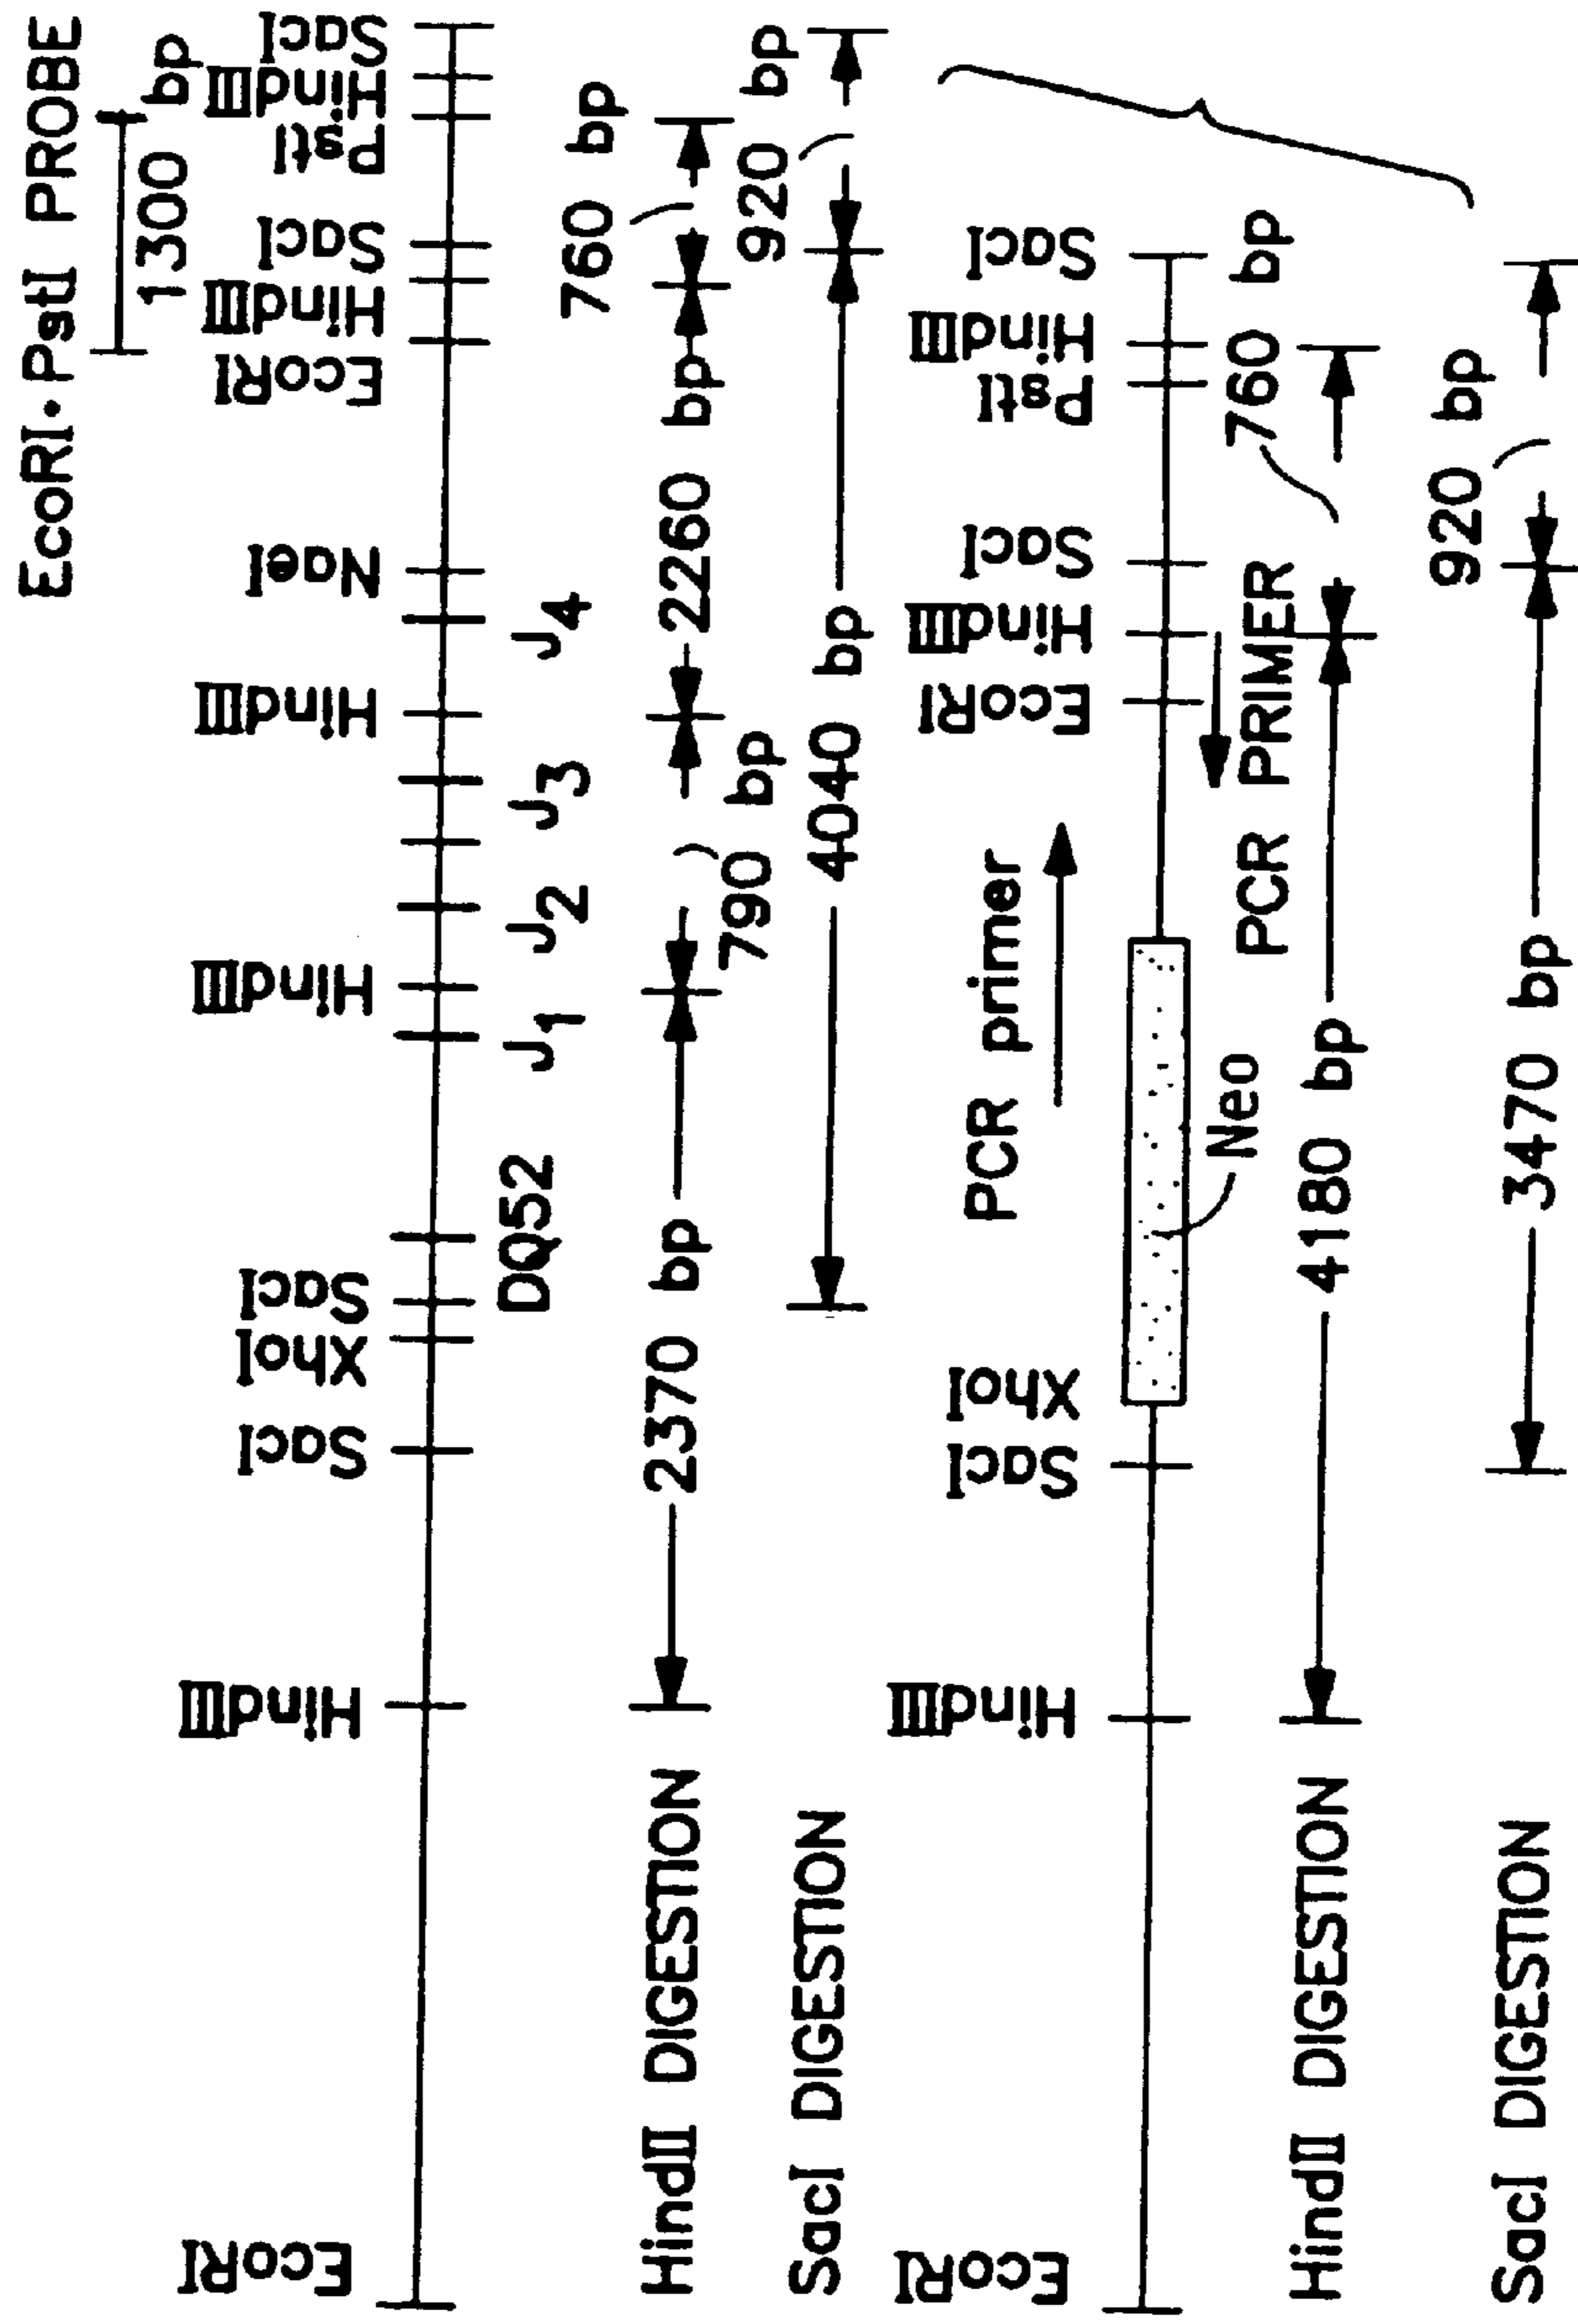 EcoRI·PstI PROBE
1300 bp
EcoRI
HindIII
SacI
XhoI
SacI
HindIII
HindIII
NaeI
EcoRI
HindIII
SacI
PstI
HindIII
SacI
DQ52
J1
J2
J3
J4
HindII DIGESTION
2370 bp
790 bp
2260 bp
760 bp
SacI DIGESTION
4040 bp
920 bp
EcoRI
HindIII
SacI
XhoI
PCR primer
EcoRI
HindIII
SacI
PstI
HindIII
SacI
Neo
PCR PRIMER
HindII DIGESTION
4180 bp
760 bp
SacI DIGESTION
3470 bp
920 bp